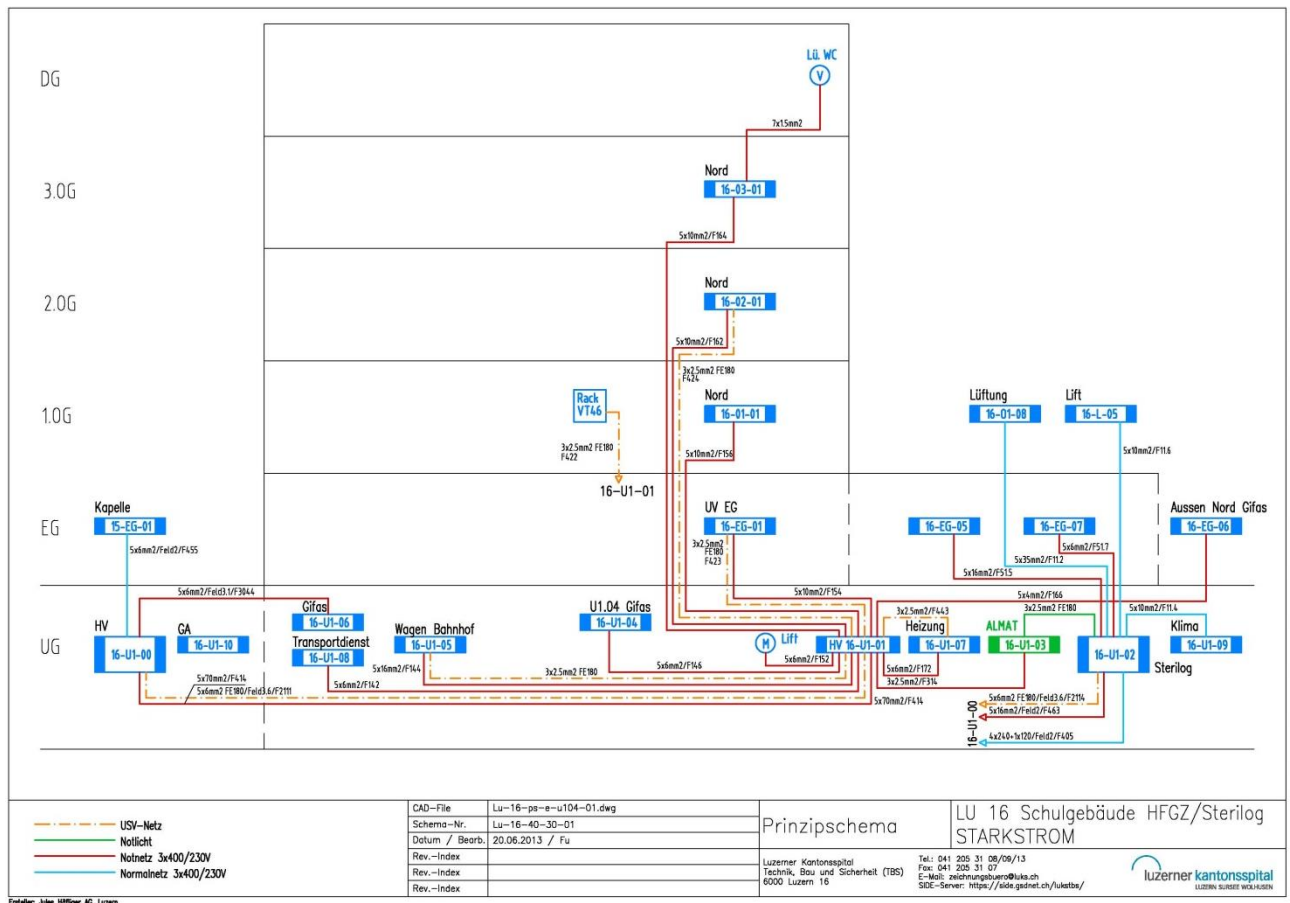 DG
Lü. WC
V
7x1.5mm2
3.OG
Nord
16-03-01
5x10mm2/F164
2.OG
Nord
16-02-01
5x10mm2/F162
3x2.5mm2 FE180
F424
1.OG
Rack
VT46
3x2.5mm2 FE180
F422
16-U1-01
Nord
16-01-01
5x10mm2/F156
Lüftung
16-01-08
Lift
16-L-05
5x10mm2/F11.6
EG
Kapelle
15-EG-01
5x6mm2/Feld2/F455
UV EG
16-EG-01
3x2.5mm2
FE180
F423
5x10mm2/F154
16-EG-05
5x16mm2/F51.5
16-EG-07
5x6mm2/F51.7
5x35mm2/F11.2
Aussen Nord Gifas
16-EG-06
5x4mm2/F166
UG
HV
16-U1-00
5x6mm2/Feld3.1/F3044
GA
16-U1-10
Gifas
16-U1-06
Transportdienst
16-U1-08
Wagen Bahnhof
16-U1-05
U1.04 Gifas
16-U1-04
M Lift
HV 16-U1-01
3x2.5mm2/F443
Heizung
16-U1-07
ALMAT
16-U1-03
3x2.5mm2 FE180
16-U1-02
Sterilog
5x10mm2/F11.4
Klima
16-U1-09
5x70mm2/F414
5x6mm2 FE180/Feld3.6/F2111
5x16mm2/F144
5x6mm2/F142
3x2.5mm2 FE180
5x6mm2/F146
5x6mm2/F152
5x6mm2/F172
3x2.5mm2/F314
5x70mm2/F414
16-U1-00
5x6mm2 FE180/Feld3.6/F2114
5x16mm2/Feld2/F463
4x240+1x120/Feld2/F405
USV-Netz
Notlicht
Notnetz 3x400/230V
Normalnetz 3x400/230V
CAD-File Lu-16-ps-e-u104-01.dwg
Schema-Nr. Lu-16-40-30-01
Datum / Bearb. 20.06.2013 / Fu
Rev.-Index
Rev.-Index
Rev.-Index
Prinzipschema
LU 16 Schulgebäude HFGZ/Sterilog
STARKSTROM
Luzerner Kantonsspital
Technik, Bau und Sicherheit (TBS)
6000 Luzern 16
Tel.: 041 205 31 08/09/13
Fax: 041 205 31 07
E-Mail: zeichnungsbuero@luks.ch
SIDE-Server: https://side.gsdnet.ch/lukstbs/
luzerner kantonsspital
LUZERN SURSEE WOLHUSEN
Ersteller: Jules Häfliger AG, Luzern